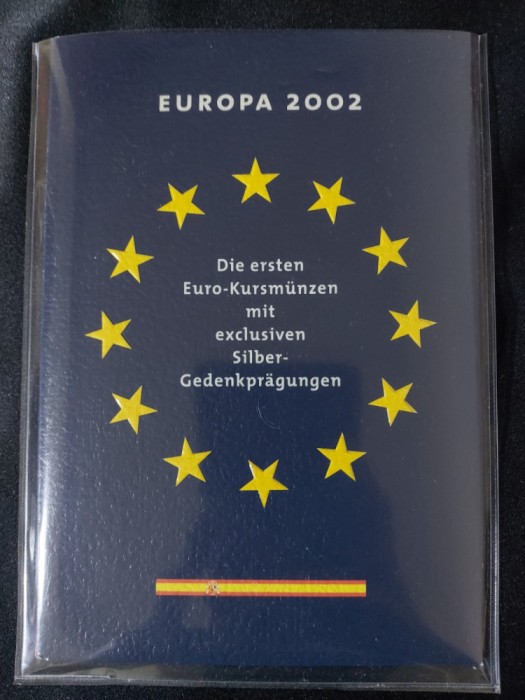 EUROPA 2002
Die ersten
Euro-Kursmünzen
mit
exclusiven
Silber-
Gedenkprägungen